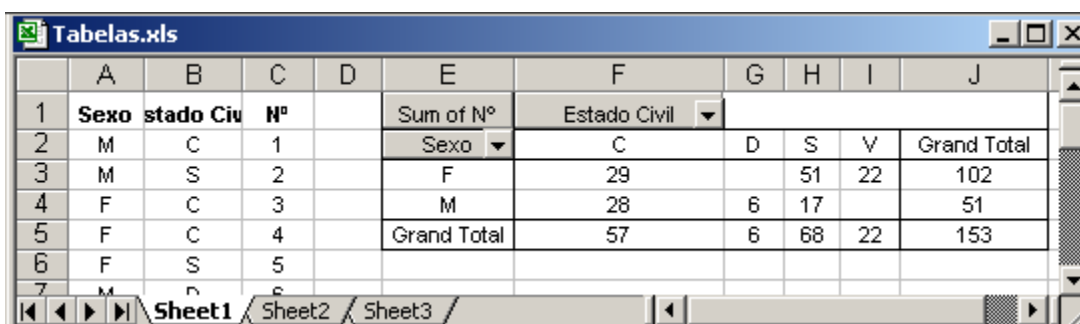 Tabelas.xls
A B C D E F G H I J
1 Sexo stado Civ Nº Sum of Nº Estado Civil
2 M C 1 Sexo C D S V Grand Total
3 M S 2 F 29 51 22 102
4 F C 3 M 28 6 17 51
5 F C 4 Grand Total 57 6 68 22 153
6 F S 5
7 M D 6
Sheet1 Sheet2 Sheet3